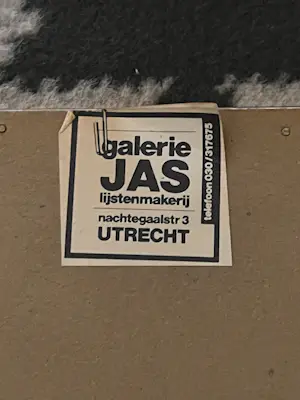 galerie
JAS
lijstenmakerij
nachtegaalstr 3
UTRECHT
telefoon 030/317675